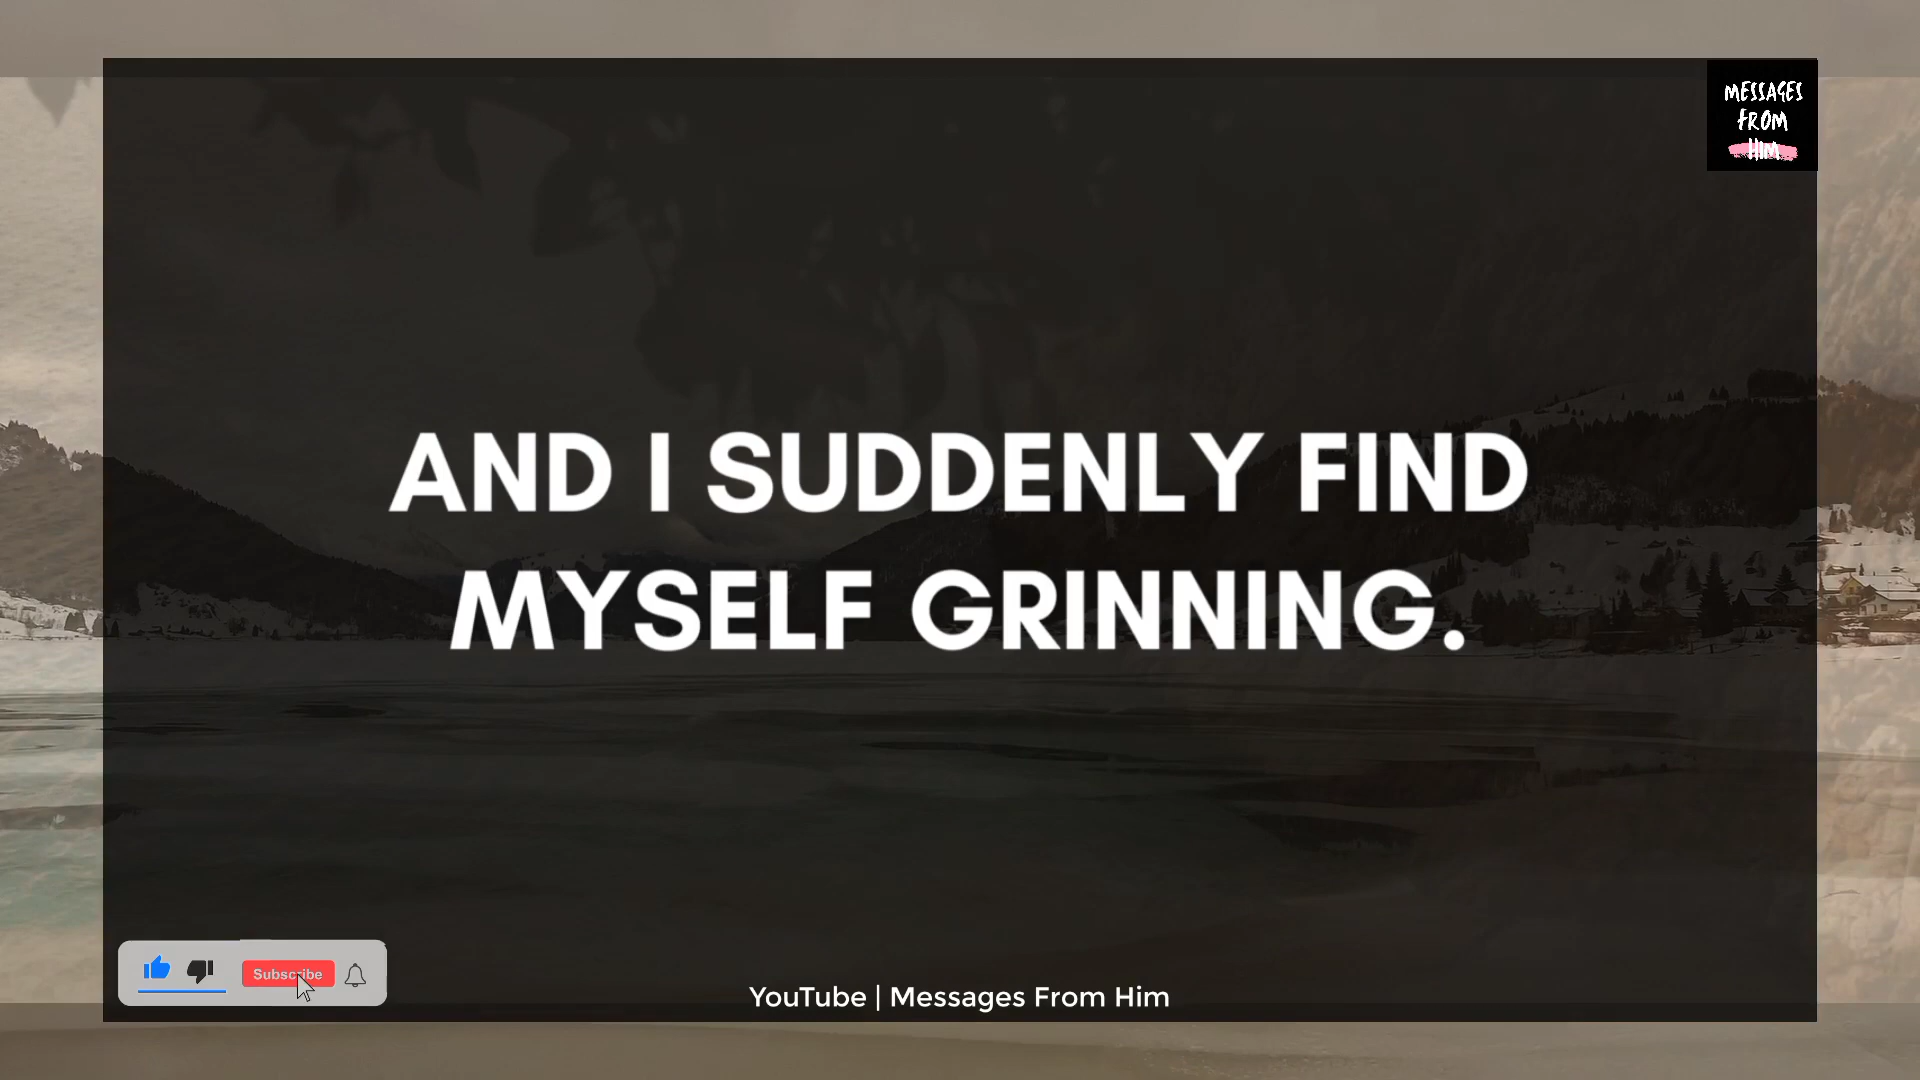 MESSAGES
FROM
HIM
AND I SUDDENLY FIND
MYSELF GRINNING.
Subscribe
YouTube | Messages From Him